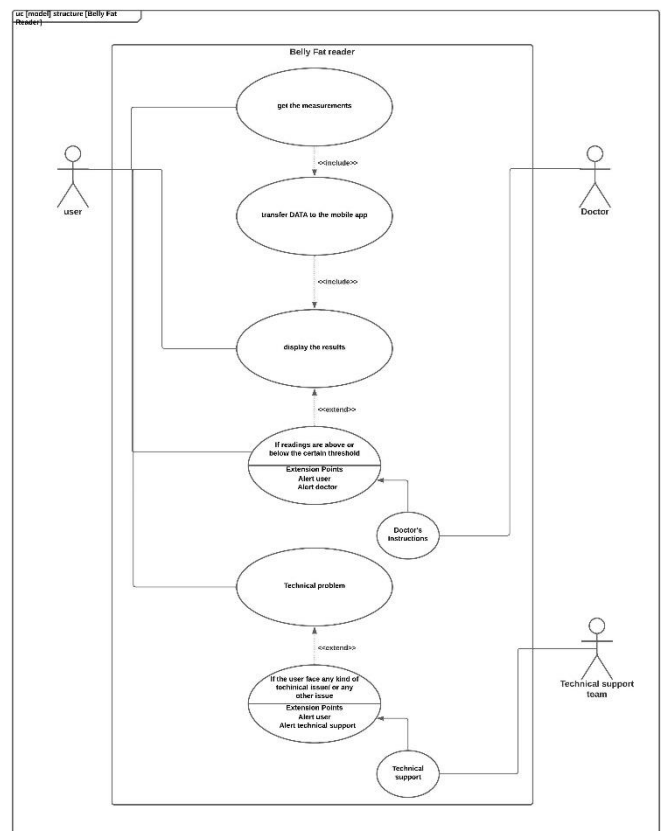 uc [model] structure [Belly Fat
Reader]
Belly Fat reader
get the measurements
<<include>>
user
Doctor
transfer DATA to the mobile app
<<include>>
display the results
<<extend>>
If readings are above or
below the certain threshold
Extension Points
Alert user
Alert doctor
Doctor's
Instructions
Technical problem
<<extend>>
If the user face any kind of
techinical issue/ or any
other issue
Extension Points
Alert user
Alert technical support
Technical support
team
Technical
support